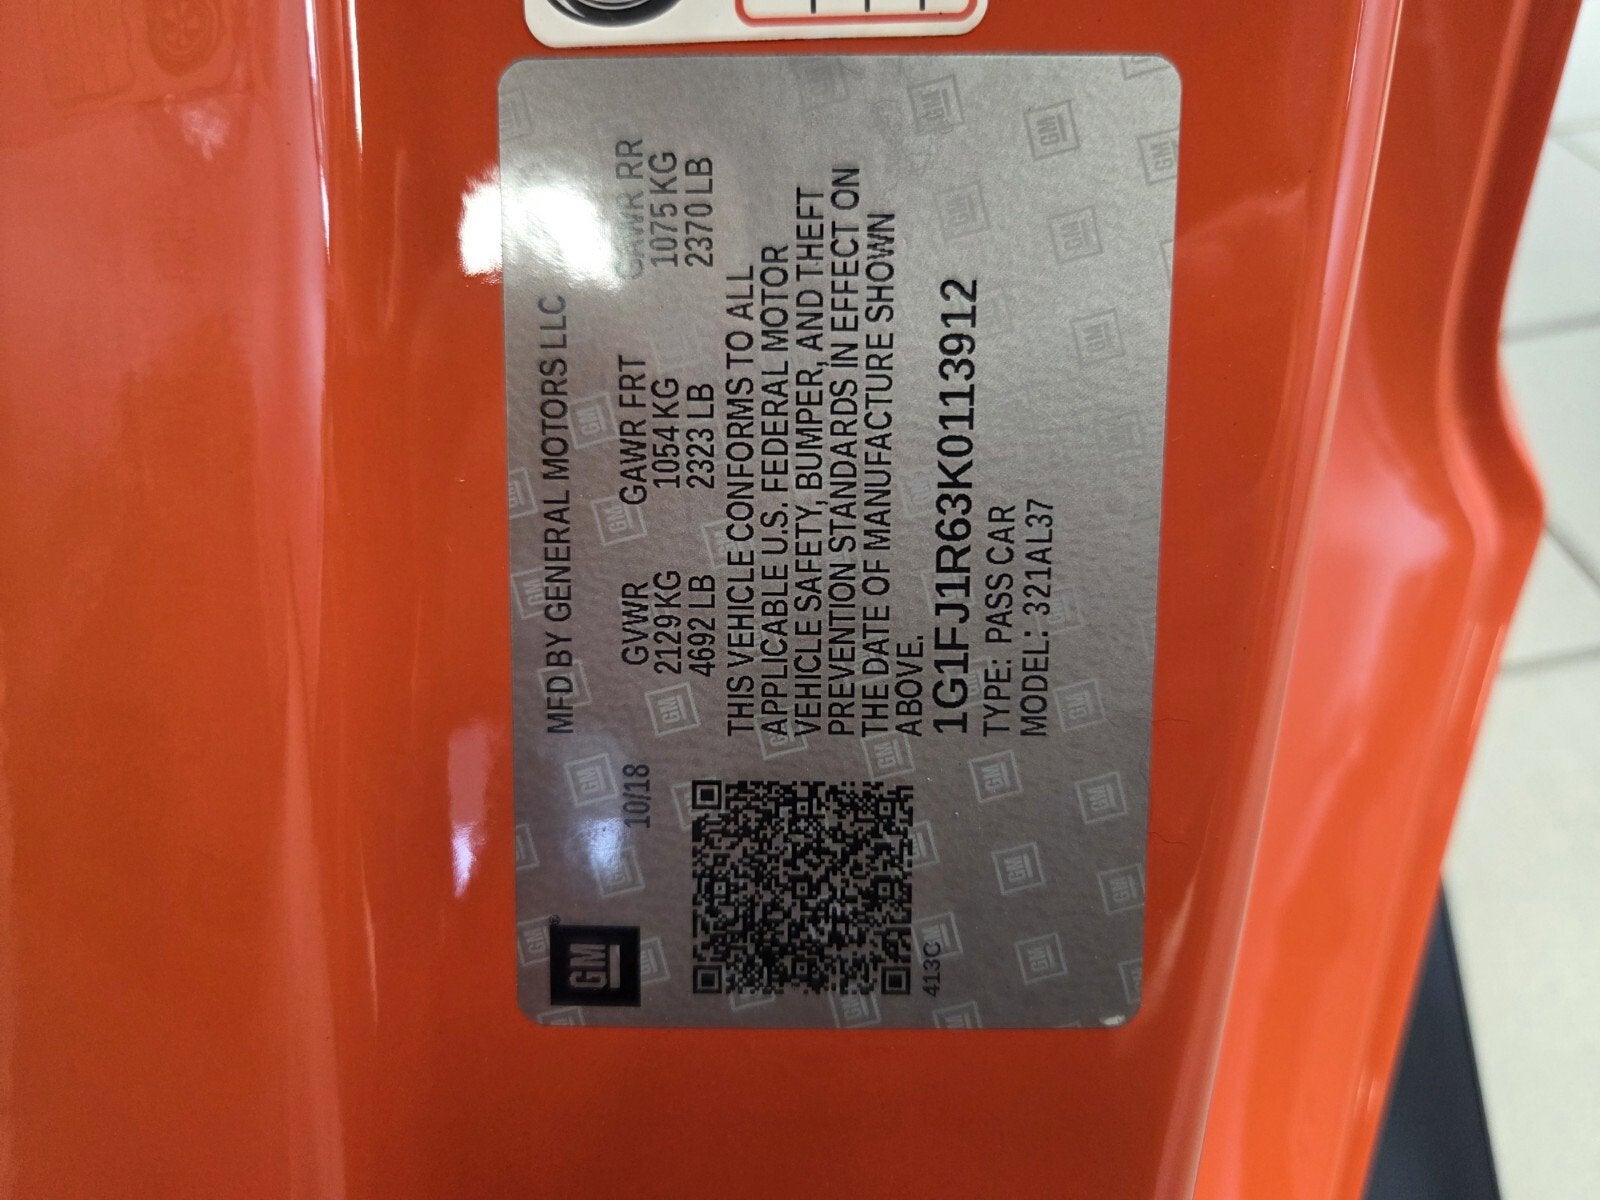 GM
MFD BY GENERAL MOTORS LLC
10/18
GVWR GAWR FRT GAWR RR
2129 KG 1054 KG 1075 KG
4692 LB 2323 LB 2370 LB
THIS VEHICLE CONFORMS TO ALL
APPLICABLE U.S. FEDERAL MOTOR
VEHICLE SAFETY, BUMPER, AND THEFT
PREVENTION STANDARDS IN EFFECT ON
THE DATE OF MANUFACTURE SHOWN
ABOVE.
413C
1G1FJ1R63K0113912
TYPE: PASS CAR
MODEL: 321AL37